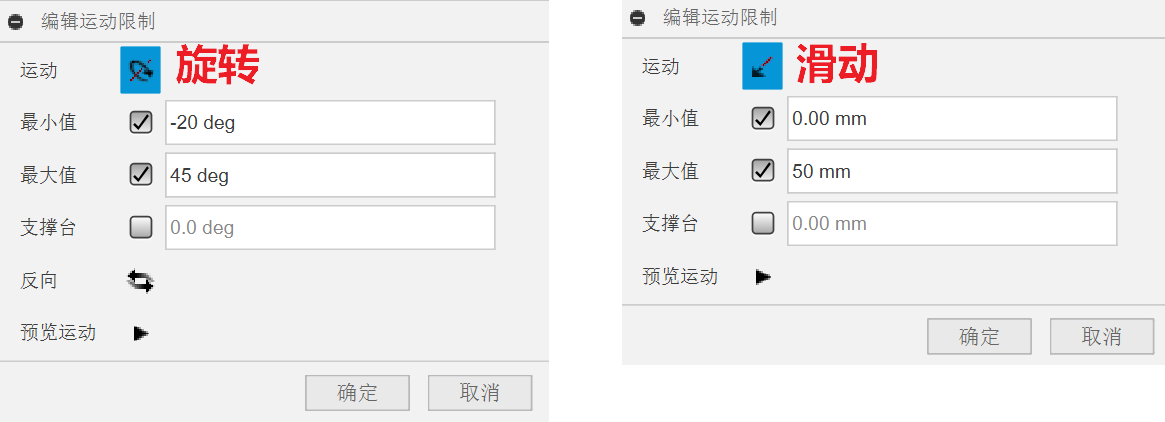 编辑运动限制
运动 旋转
最小值 -20 deg
最大值 45 deg
支撑台 0.0 deg
反向
预览运动
确定 取消
编辑运动限制
运动 滑动
最小值 0.00 mm
最大值 50 mm
支撑台 0.00 mm
预览运动
确定 取消